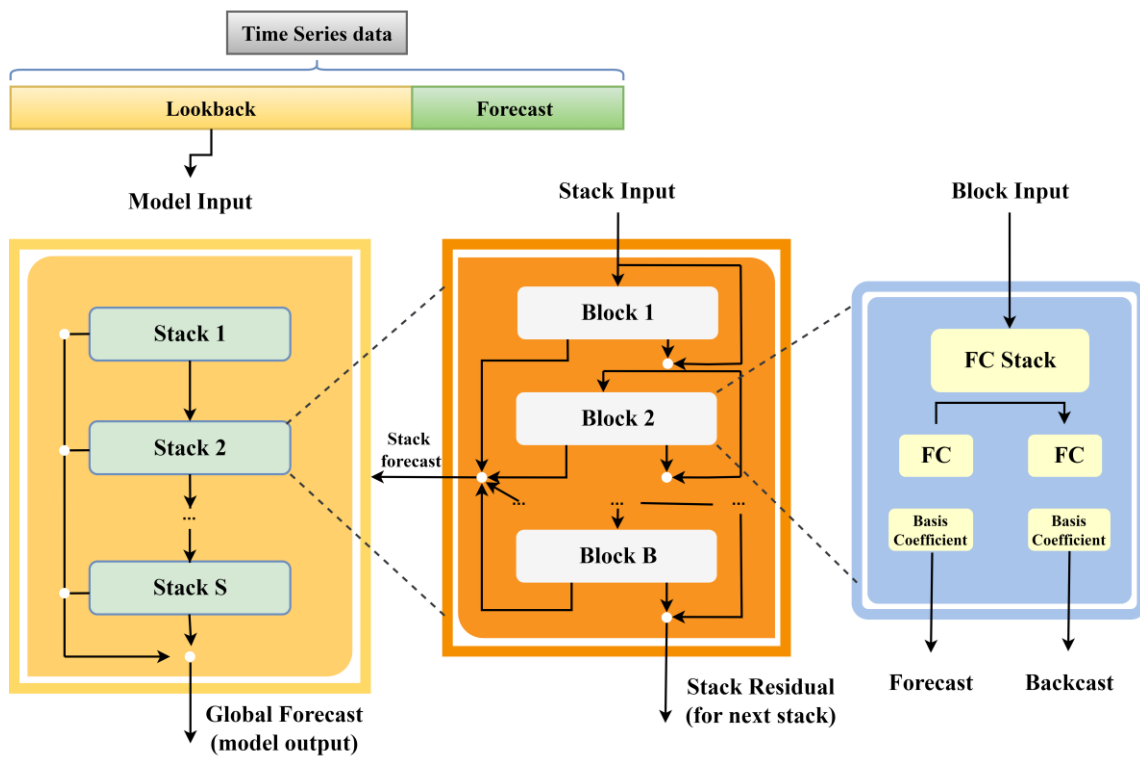 Time Series data
Lookback
Forecast
Model Input
Stack Input
Block Input
Stack 1
Stack 2
...
Stack S
Global Forecast
(model output)
Block 1
Block 2
Stack
forecast
...
...
...
Block B
Stack Residual
(for next stack)
FC Stack
FC
FC
Basis
Coefficient
Basis
Coefficient
Forecast
Backcast